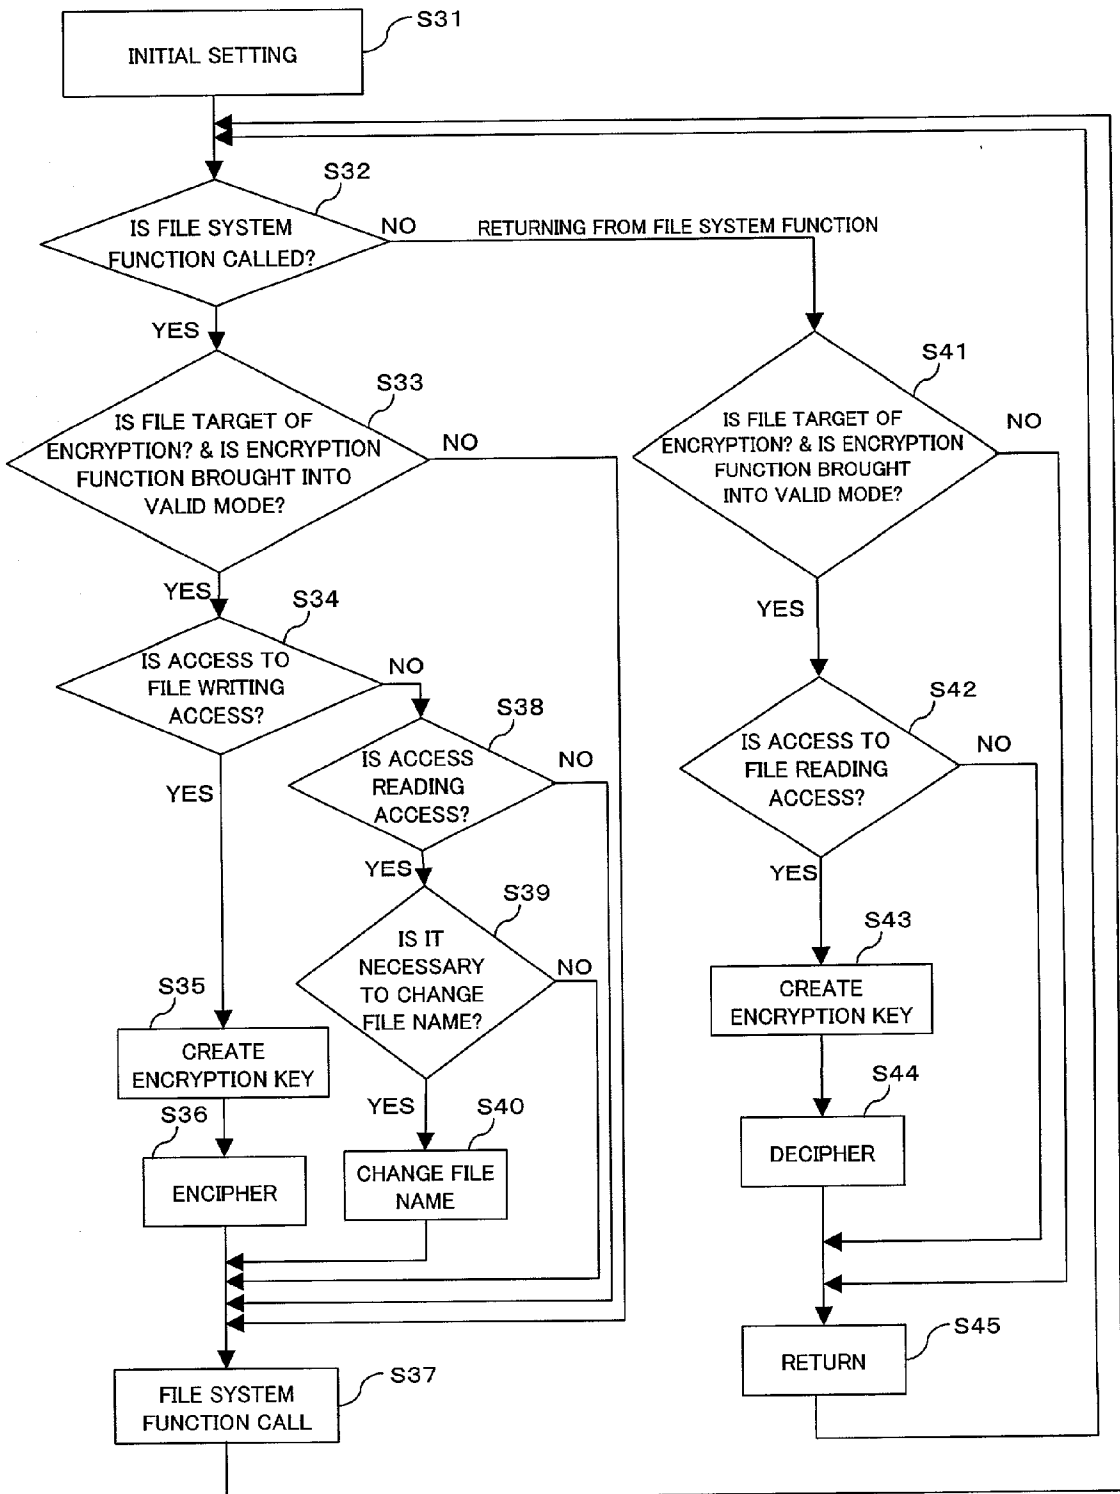 S31
INITIAL SETTING
S32
IS FILE SYSTEM
FUNCTION CALLED?
NO
RETURNING FROM FILE SYSTEM FUNCTION
YES
S33
IS FILE TARGET OF
ENCRYPTION? & IS ENCRYPTION
FUNCTION BROUGHT INTO
VALID MODE?
NO
YES
S41
IS FILE TARGET OF
ENCRYPTION? & IS ENCRYPTION
FUNCTION BROUGHT
INTO VALID MODE?
NO
YES
S34
IS ACCESS TO
FILE WRITING
ACCESS?
NO
YES
S38
IS ACCESS
READING
ACCESS?
NO
YES
S42
IS ACCESS TO
FILE READING
ACCESS?
NO
YES
S39
IS IT
NECESSARY
TO CHANGE
FILE NAME?
NO
YES
S43
CREATE
ENCRYPTION KEY
S35
CREATE
ENCRYPTION KEY
S44
DECIPHER
S36
ENCIPHER
S40
CHANGE FILE
NAME
S45
RETURN
S37
FILE SYSTEM
FUNCTION CALL